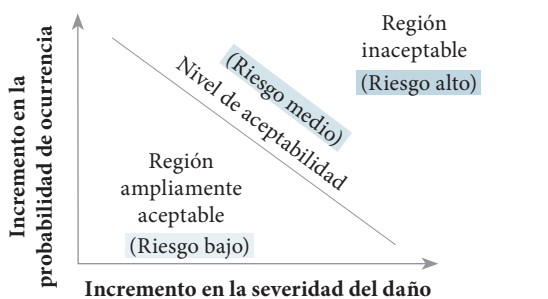 Incremento en la
probabilidad de ocurrencia
Región
inaceptable
(Riesgo alto)
(Riesgo medio)
Nivel de aceptabilidad
Región
ampliamente
aceptable
(Riesgo bajo)
Incremento en la severidad del daño